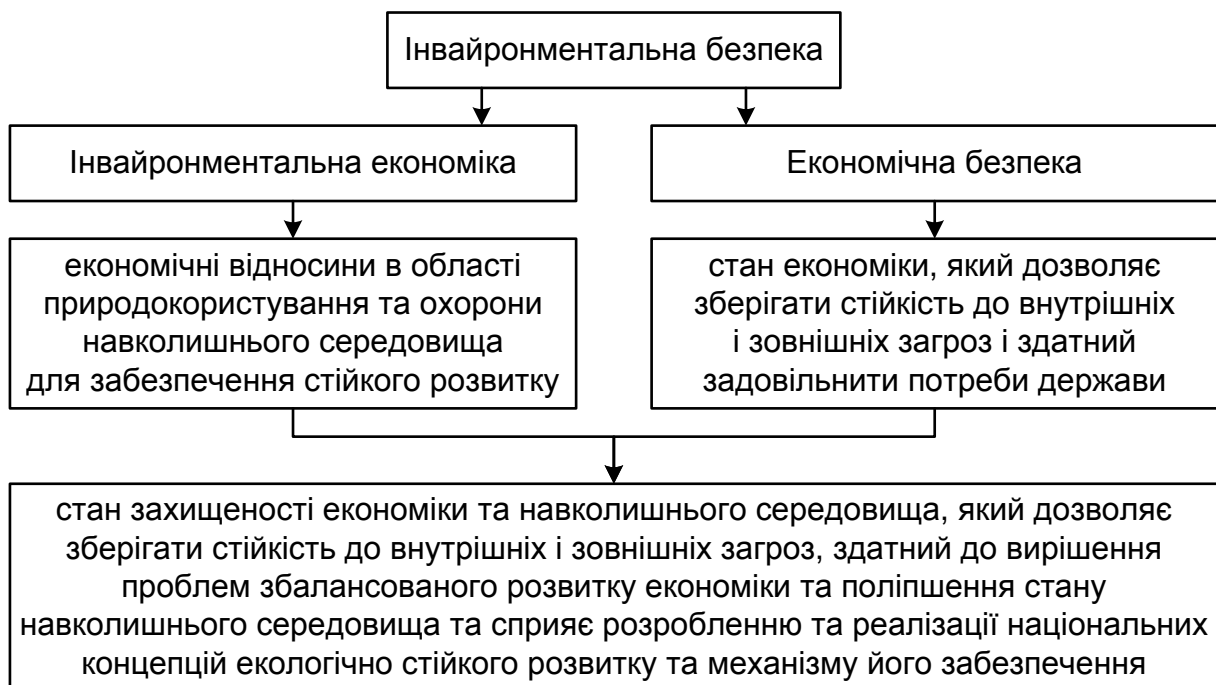 Інвайронментальна безпека
Інвайронментальна економіка
Економічна безпека
економічні відносини в області
природокористування та охорони
навколишнього середовища
для забезпечення стійкого розвитку
стан економіки, який дозволяє
зберігати стійкість до внутрішніх
і зовнішніх загроз і здатний
задовільнити потреби держави
стан захищеності економіки та навколишнього середовища, який дозволяє
зберігати стійкість до внутрішніх і зовнішніх загроз, здатний до вирішення
проблем збалансованого розвитку економіки та поліпшення стану
навколишнього середовища та сприяє розробленню та реалізації національних
концепцій екологічно стійкого розвитку та механізму його забезпечення